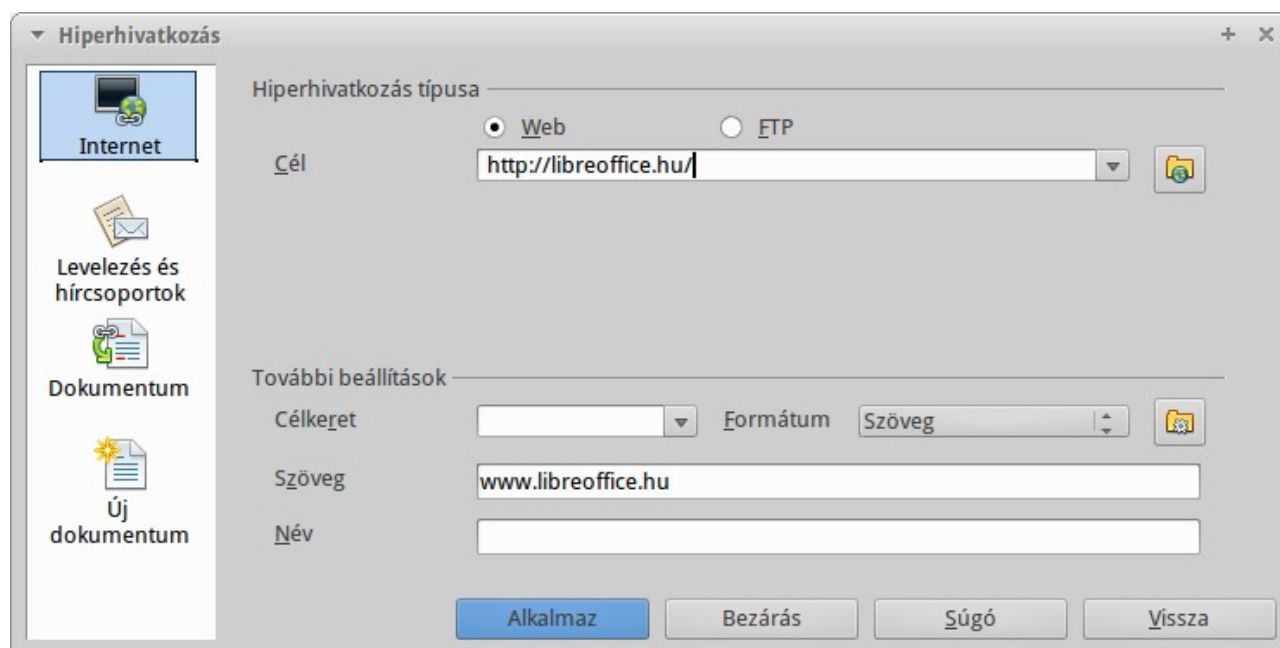 Hiperhivatkozás
Internet
Levelezés és
hírcsoportok
Dokumentum
Új
dokumentum
Hiperhivatkozás típusa
Web FTP
Cél http://libreoffice.hu/
További beállítások
Célkeret Formátum Szöveg
Szöveg www.libreoffice.hu
Név
Alkalmaz Bezárás Súgó Vissza